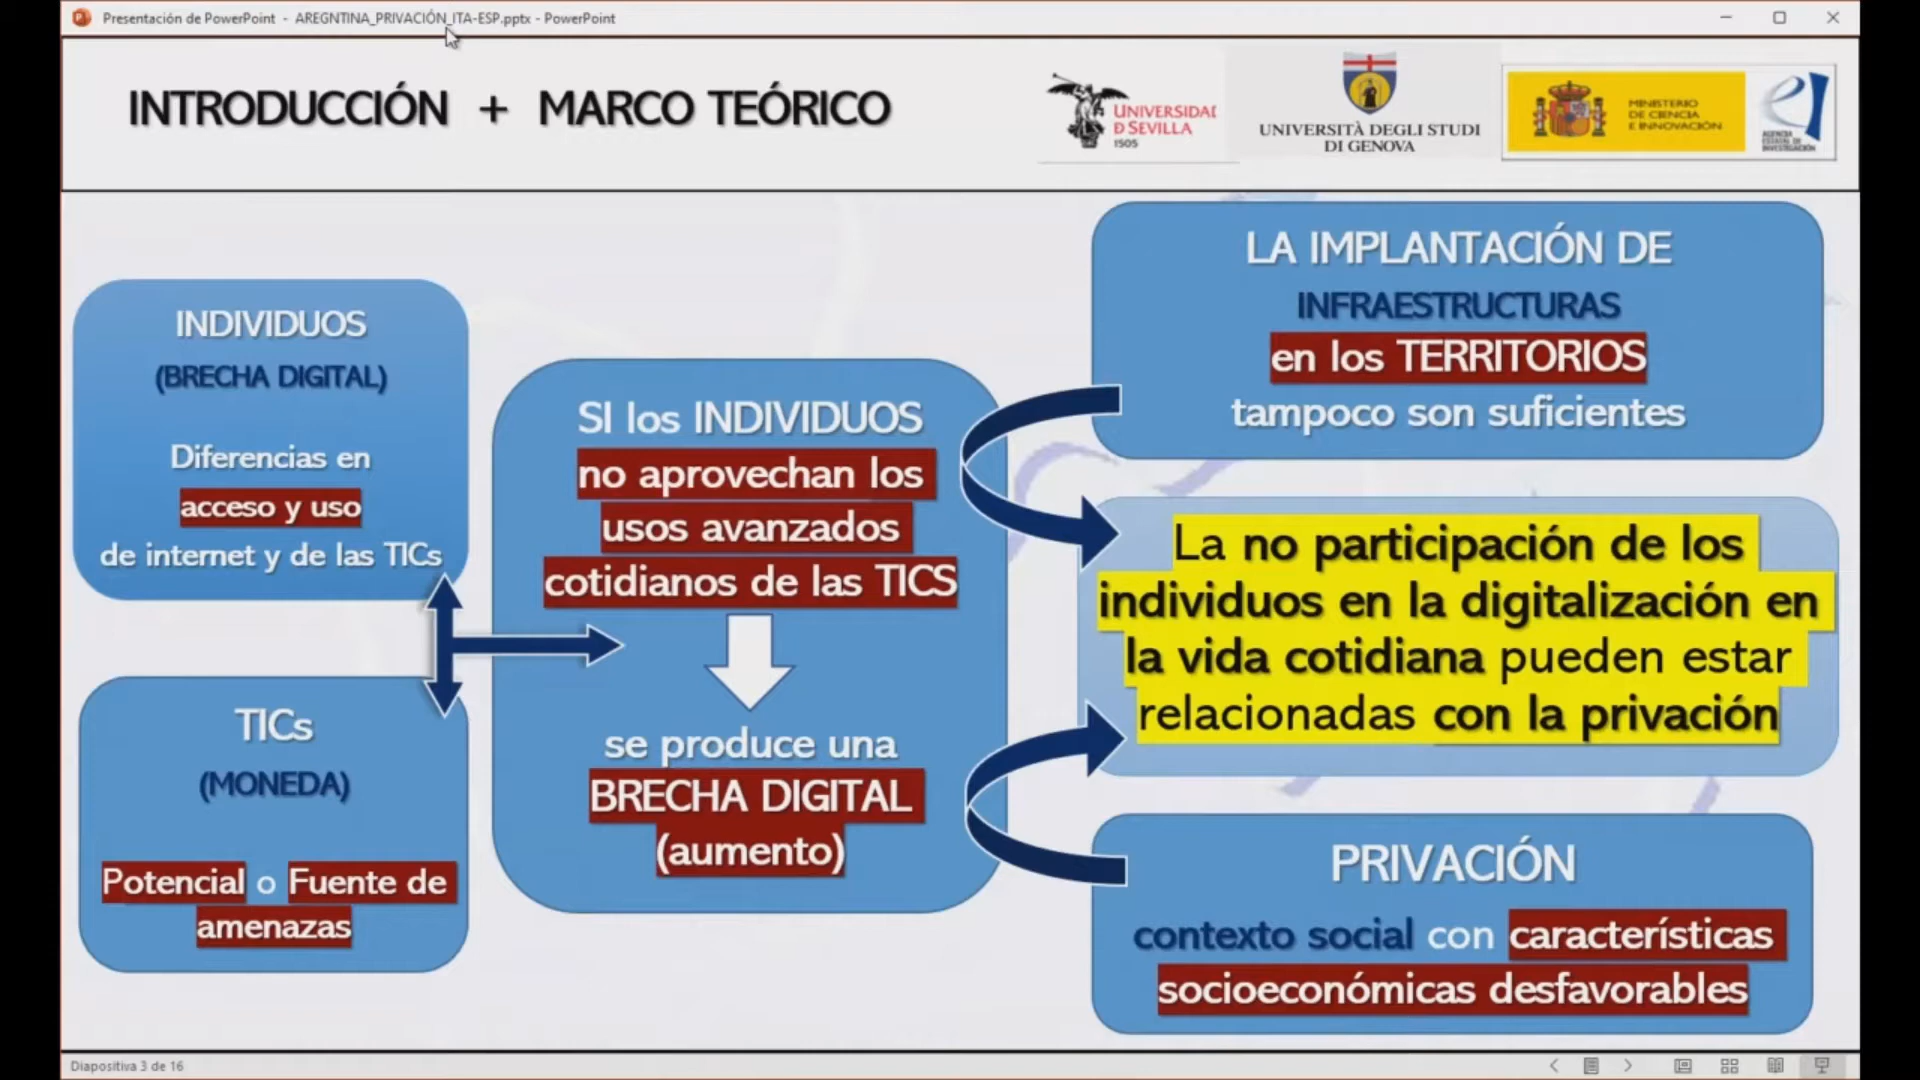 Presentación de PowerPoint - AREGNTINA_PRIVACIÓN_ITA-ESP.pptx - PowerPoint
INTRODUCCIÓN + MARCO TEÓRICO
UNIVERSIDAD
D SEVILLA
1505
UNIVERSITÀ DEGLI STUDI
DI GENOVA
MINISTERIO
DE CIENCIA
E INNOVACIÓN
AGENCIA
ESTATAL DE
INVESTIGACIÓN
INDIVIDUOS
(BRECHA DIGITAL)
Diferencias en
acceso y uso
de internet y de las TICs
TICs
(MONEDA)
Potencial o Fuente de
amenazas
SI los INDIVIDUOS
no aprovechan los
usos avanzados
cotidianos de las TICS
se produce una
BRECHA DIGITAL
(aumento)
LA IMPLANTACIÓN DE
INFRAESTRUCTURAS
en los TERRITORIOS
tampoco son suficientes
La no participación de los
individuos en la digitalización en
la vida cotidiana pueden estar
relacionadas con la privación
PRIVACIÓN
contexto social con características
socioeconómicas desfavorables
Diapositiva 3 de 16